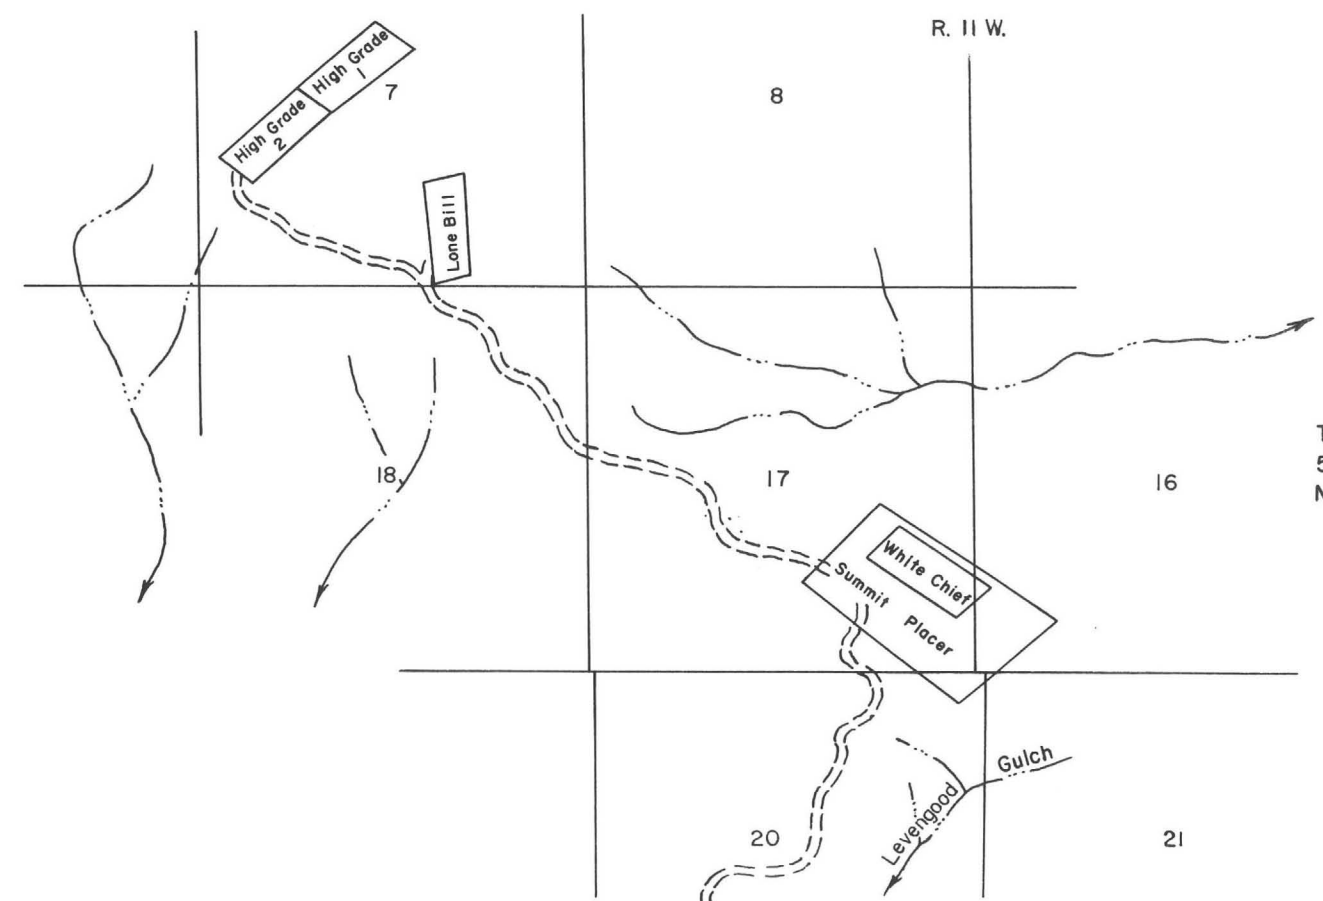 R. 11 W.
High Grade
1
7
8
High Grade
2
Lone Bill
T
5
18
17
16
White Chief
Summit
Placer
Gulch
Levengood
20
21